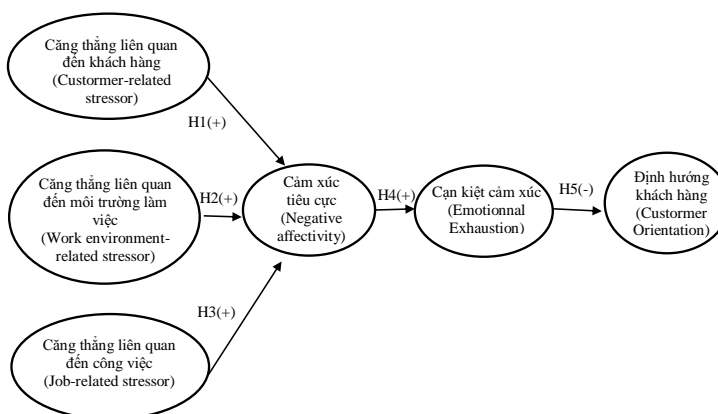 Căng thẳng liên quan
đến khách hàng
(Custormer-related
stressor)
H1(+)
Căng thẳng liên quan
đến môi trường làm
việc
(Work environment-
related stressor)
H2(+)
Cảm xúc
tiêu cực
(Negative
affectivity)
H4(+)
Cạn kiệt cảm xúc
(Emotionnal
Exhaustion)
H5(-)
Định hướng
khách hàng
(Custormer
Orientation)
H3(+)
Căng thẳng liên quan
đến công việc
(Job-related stressor)